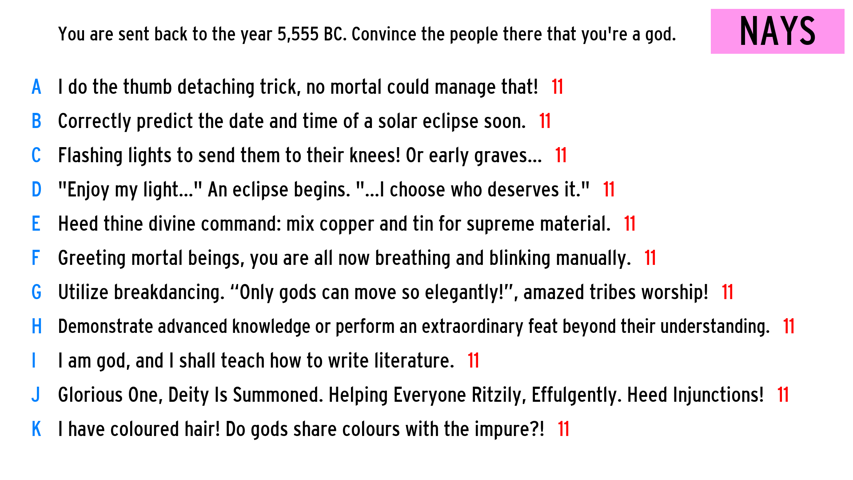 You are sent back to the year 5,555 BC. Convince the people there that you're a god.
NAYS
A I do the thumb detaching trick, no mortal could manage that! 11
B Correctly predict the date and time of a solar eclipse soon. 11
C Flashing lights to send them to their knees! Or early graves... 11
D "Enjoy my light..." An eclipse begins. "...I choose who deserves it." 11
E Heed thine divine command: mix copper and tin for supreme material. 11
F Greeting mortal beings, you are all now breathing and blinking manually. 11
G Utilize breakdancing. “Only gods can move so elegantly!”, amazed tribes worship! 11
H Demonstrate advanced knowledge or perform an extraordinary feat beyond their understanding. 11
I I am god, and I shall teach how to write literature. 11
J Glorious One, Deity Is Summoned. Helping Everyone Ritzily, Effulgently. Heed Injunctions! 11
K I have coloured hair! Do gods share colours with the impure?! 11